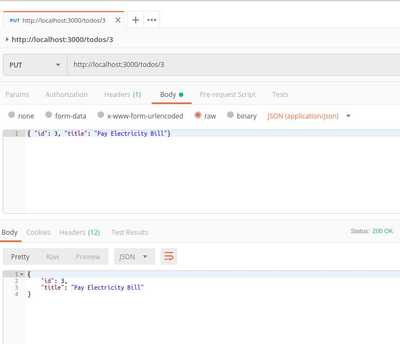 PUT http://localhost:3000/todos/3 × + •••
http://localhost:3000/todos/3
PUT http://localhost:3000/todos/3
Params Authorization Headers (1) Body Pre-request Script Tests
none form-data x-www-form-urlencoded raw binary JSON (application/json)
1 { "id": 3, "title": "Pay Electricity Bill"}
Body Cookies Headers (12) Test Results Status: 200 OK
Pretty Raw Preview JSON
1 {
2 "id": 3,
3 "title": "Pay Electricity Bill"
4 }